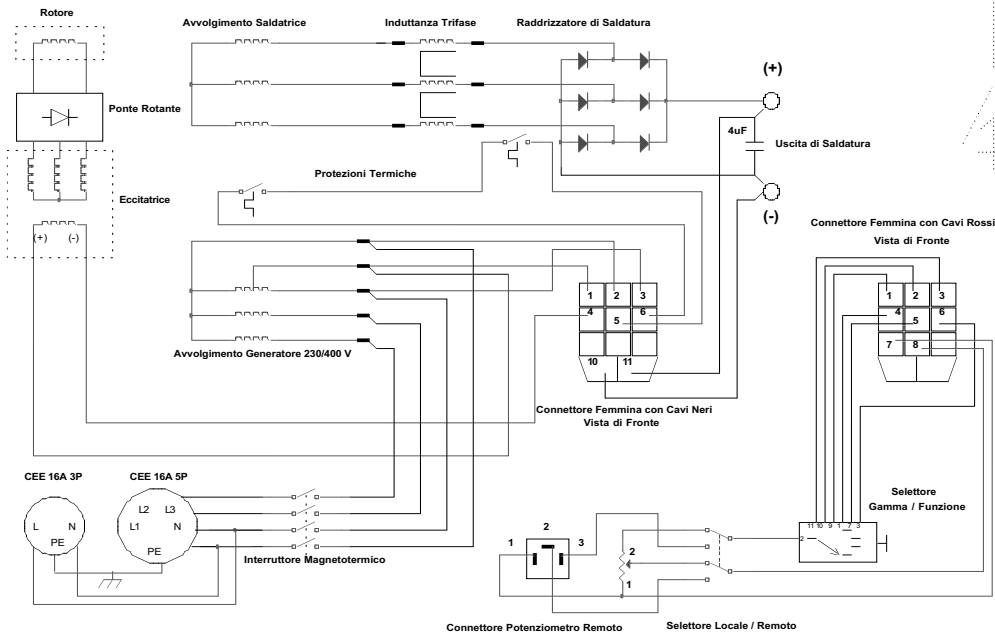 Rotore
Avvolgimento Saldatrice
Induttanza Trifase
Raddrizzatore di Saldatura
(+)
Ponte Rotante
4uF
Uscita di Saldatura
Protezioni Termiche
Eccitatrice
(+) (-)
(-)
Connettore Femmina con Cavi Rossi
Vista di Fronte
1 2 3
4 5 6
10 11
1 2 3
4 5 6
7 8
Avvolgimento Generatore 230/400 V
Connettore Femmina con Cavi Neri
Vista di Fronte
CEE 16A 3P
CEE 16A 5P
L N
PE
L2 L3
L1 N
PE
Interruttore Magnetotermico
Selettore
Gamma / Funzione
11 10 9 1 7 3
2
2
1 3
2
1
Connettore Potenziometro Remoto
Selettore Locale / Remoto